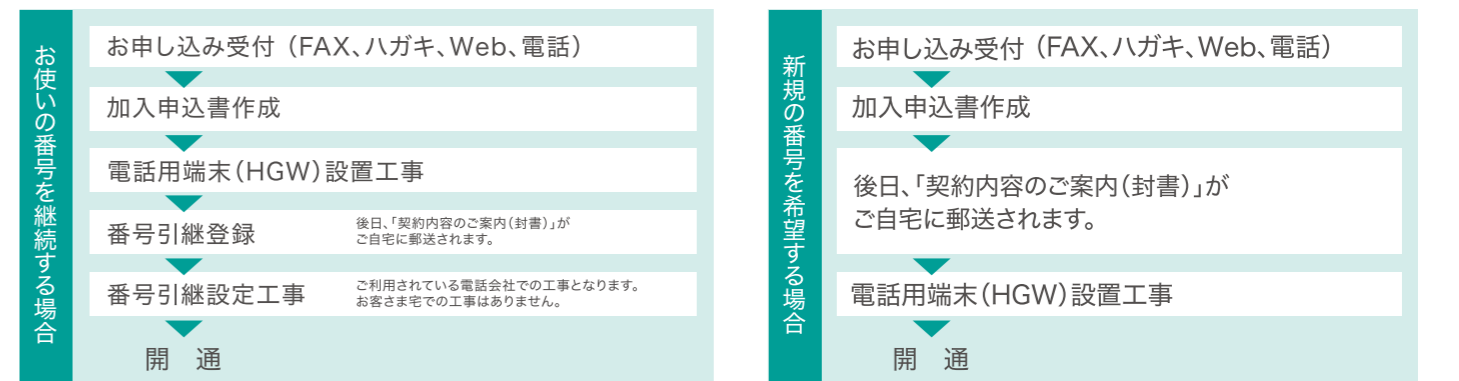 お使いの番号を継続する場合
お申し込み受付（FAX、ハガキ、Web、電話）
加入申込書作成
電話用端末（HGW）設置工事
番号引継登録
後日、「契約内容のご案内（封書）」が
ご自宅に郵送されます。
番号引継設定工事
ご利用されている電話会社での工事となります。
お客さま宅での工事はありません。
開　通
新規の番号を希望する場合
お申し込み受付（FAX、ハガキ、Web、電話）
加入申込書作成
後日、「契約内容のご案内（封書）」が
ご自宅に郵送されます。
電話用端末（HGW）設置工事
開　通